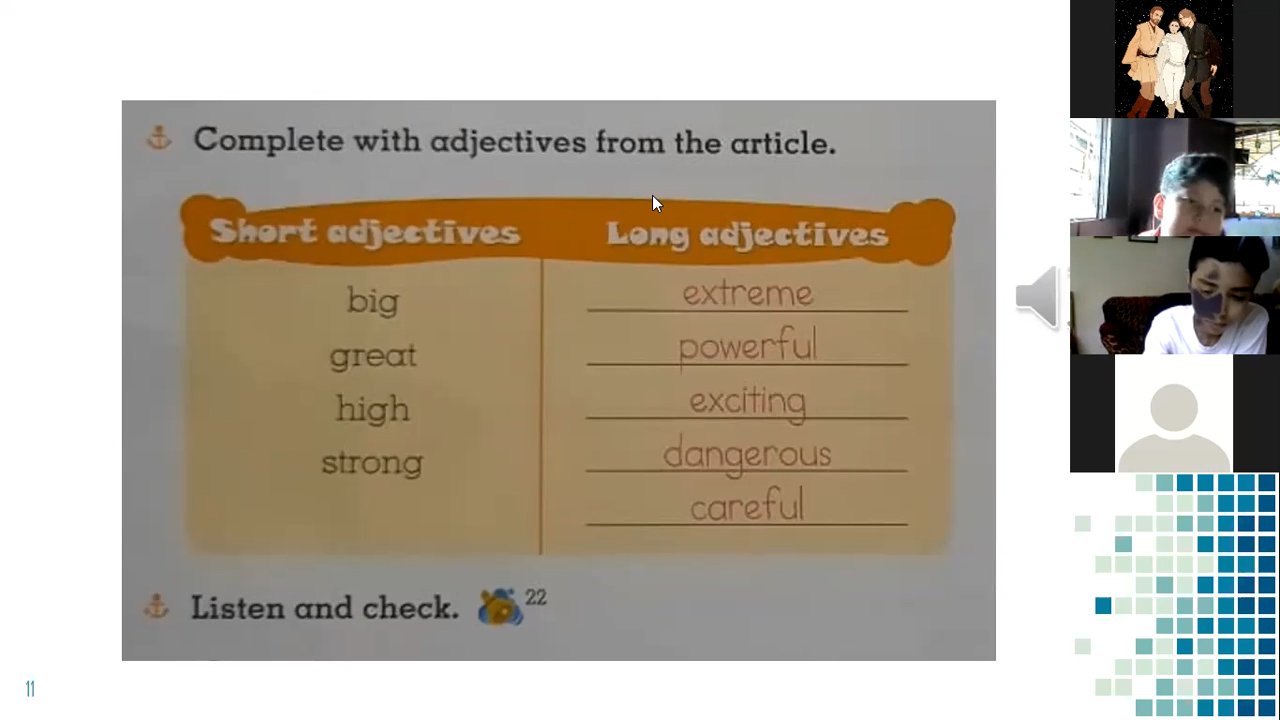 Complete with adjectives from the article.
Short adjectives Long adjectives
big extreme
great powerful
high exciting
strong dangerous
careful
Listen and check. 22
11